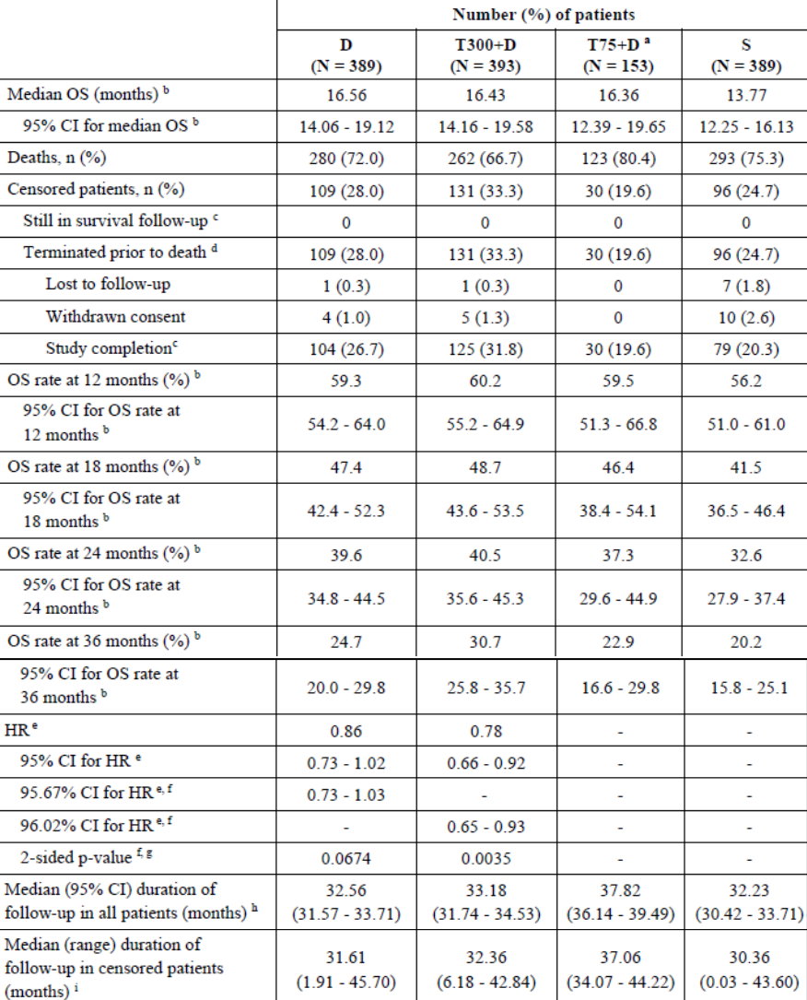 Number (%) of patients
D T300+D T75+D a S
(N = 389) (N = 393) (N = 153) (N = 389)
Median OS (months) b 16.56 16.43 16.36 13.77
95% CI for median OS b 14.06 - 19.12 14.16 - 19.58 12.39 - 19.65 12.25 - 16.13
Deaths, n (%) 280 (72.0) 262 (66.7) 123 (80.4) 293 (75.3)
Censored patients, n (%) 109 (28.0) 131 (33.3) 30 (19.6) 96 (24.7)
Still in survival follow-up c 0 0 0 0
Terminated prior to death d 109 (28.0) 131 (33.3) 30 (19.6) 96 (24.7)
Lost to follow-up 1 (0.3) 1 (0.3) 0 7 (1.8)
Withdrawn consent 4 (1.0) 5 (1.3) 0 10 (2.6)
Study completion c 104 (26.7) 125 (31.8) 30 (19.6) 79 (20.3)
OS rate at 12 months (%) b 59.3 60.2 59.5 56.2
95% CI for OS rate at
12 months b 54.2 - 64.0 55.2 - 64.9 51.3 - 66.8 51.0 - 61.0
OS rate at 18 months (%) b 47.4 48.7 46.4 41.5
95% CI for OS rate at
18 months b 42.4 - 52.3 43.6 - 53.5 38.4 - 54.1 36.5 - 46.4
OS rate at 24 months (%) b 39.6 40.5 37.3 32.6
95% CI for OS rate at
24 months b 34.8 - 44.5 35.6 - 45.3 29.6 - 44.9 27.9 - 37.4
OS rate at 36 months (%) b 24.7 30.7 22.9 20.2
95% CI for OS rate at
36 months b 20.0 - 29.8 25.8 - 35.7 16.6 - 29.8 15.8 - 25.1
HR e 0.86 0.78 - -
95% CI for HR e 0.73 - 1.02 0.66 - 0.92 - -
95.67% CI for HR e, f 0.73 - 1.03 - - -
96.02% CI for HR e, f - 0.65 - 0.93 - -
2-sided p-value f, g 0.0674 0.0035 - -
Median (95% CI) duration of 32.56 33.18 37.82 32.23
follow-up in all patients (months) h (31.57 - 33.71) (31.74 - 34.53) (36.14 - 39.49) (30.42 - 33.71)
Median (range) duration of
follow-up in censored patients 31.61 32.36 37.06 30.36
(months) i (1.91 - 45.70) (6.18 - 42.84) (34.07 - 44.22) (0.03 - 43.60)